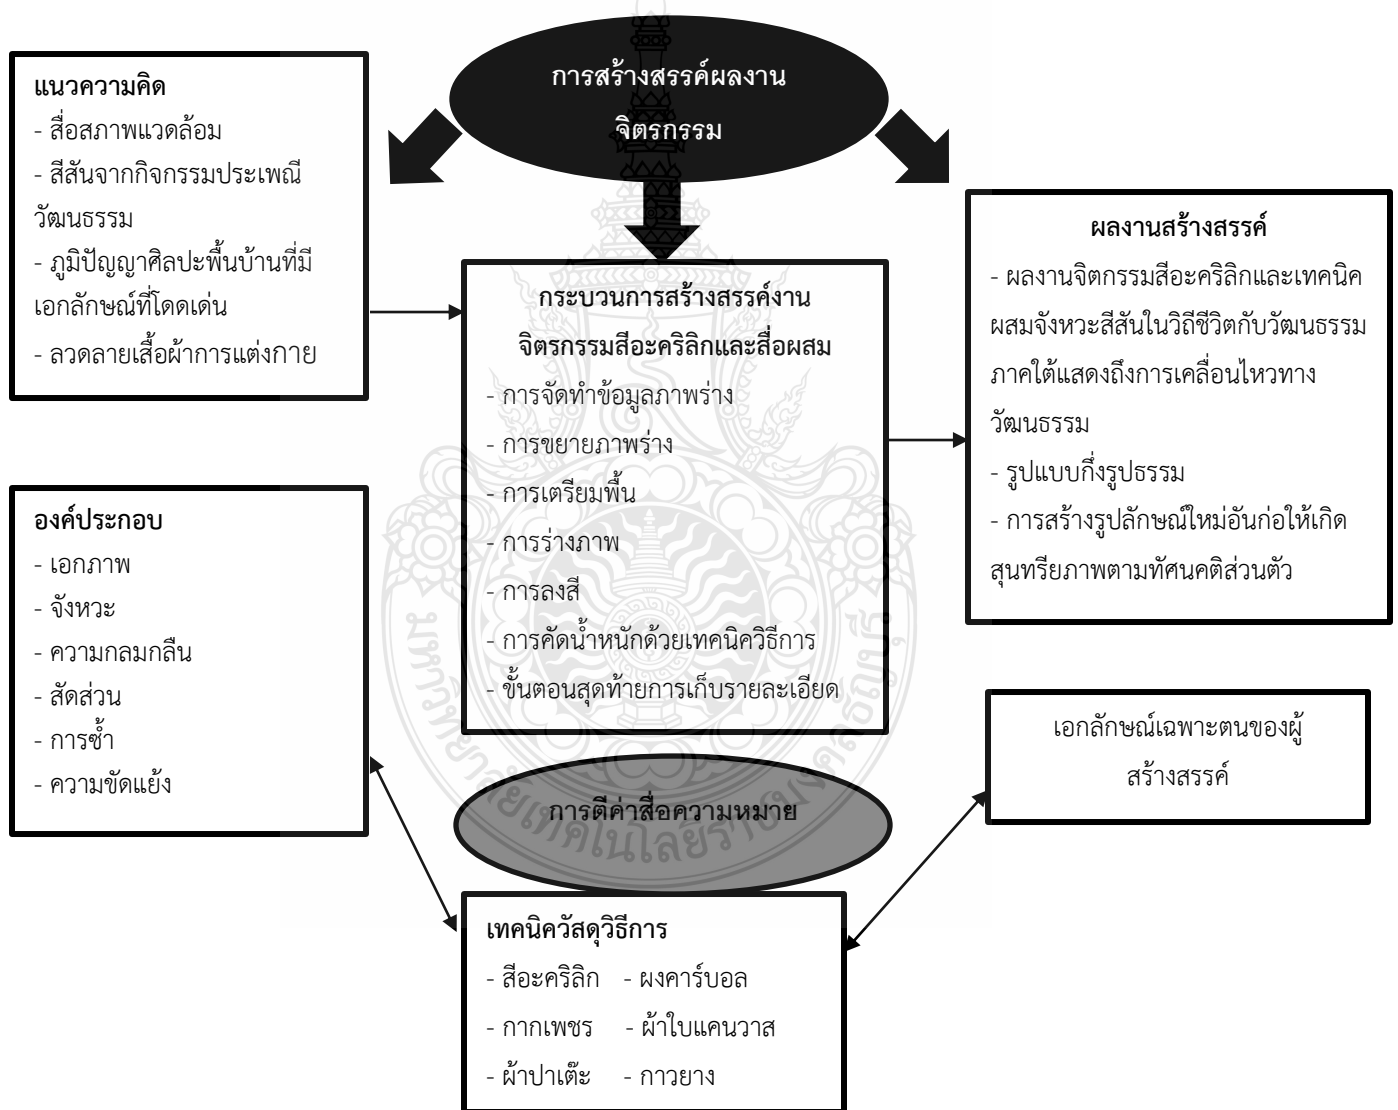 การสร้างสรรค์ผลงาน
จิตรกรรม
แนวความคิด
- สื่อสภาพแวดล้อม
- สีสันจากกิจกรรมประเพณี
วัฒนธรรม
- ภูมิปัญญาศิลปะพื้นบ้านที่มี
เอกลักษณ์ที่โดดเด่น
- ลวดลายเสื้อผ้าการแต่งกาย
กระบวนการสร้างสรรค์งาน
จิตรกรรมสีอะคริลิกและสื่อผสม
- การจัดทำข้อมูลภาพร่าง
- การขยายภาพร่าง
- การเตรียมพื้น
- การร่างภาพ
- การลงสี
- การคัดน้ำหนักด้วยเทคนิควิธีการ
- ขั้นตอนสุดท้ายการเก็บรายละเอียด
ผลงานสร้างสรรค์
- ผลงานจิตรกรรมสีอะคริลิกและเทคนิค
ผสมจังหวะสีสันในวิถีชีวิตกับวัฒนธรรม
ภาคใต้แสดงถึงการเคลื่อนไหวทาง
วัฒนธรรม
- รูปแบบกึ่งรูปธรรม
- การสร้างรูปลักษณ์ใหม่อันก่อให้เกิด
สุนทรียภาพตามทัศนคติส่วนตัว
องค์ประกอบ
- เอกภาพ
- จังหวะ
- ความกลมกลืน
- สัดส่วน
- การซ้ำ
- ความขัดแย้ง
เอกลักษณ์เฉพาะตนของผู้
สร้างสรรค์
การตีค่าสื่อความหมาย
เทคนิควัสดุวิธีการ
- สีอะคริลิก - ผงคาร์บอล
- กากเพชร - ผ้าใบแคนวาส
- ผ้าปาเต๊ะ - กาวยาง
มหาวิทยาลัยเทคโนโลยีราชมงคลธัญบุรี